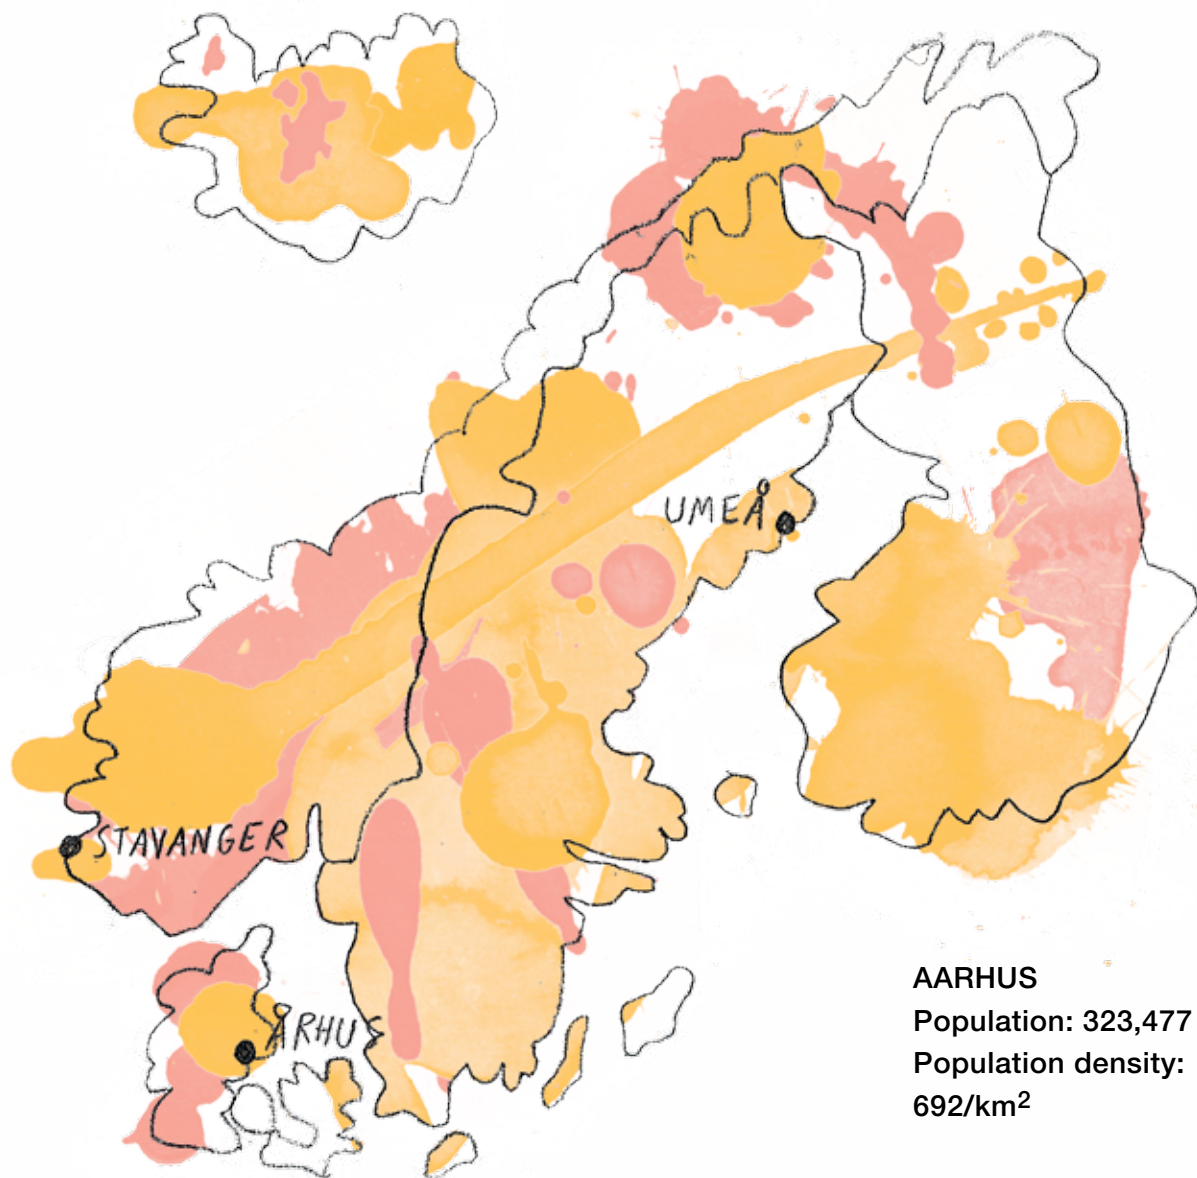 UMEÅ
STAVANGER
ÅRHUS
AARHUS
Population: 323,477
Population density:
692/km²